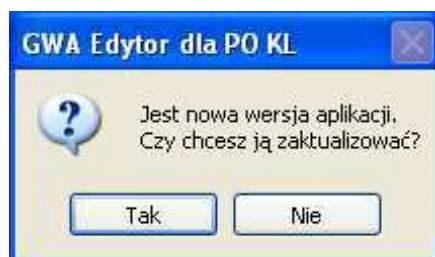 GWA Edytor dla PO KL
Jest nowa wersja aplikacji.
Czy chcesz ją zaktualizować?
Tak
Nie